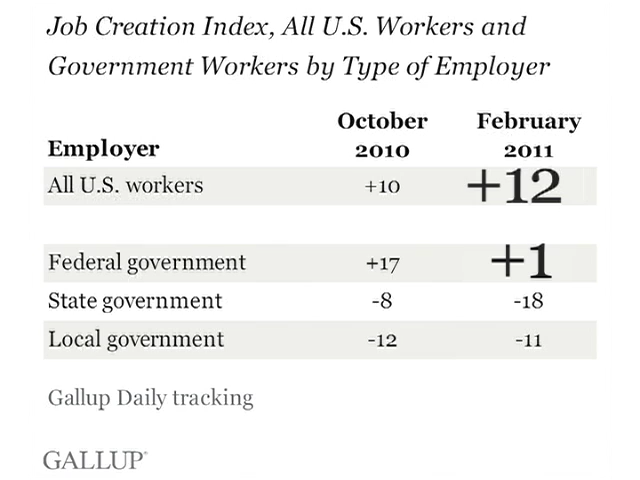 Job Creation Index, All U.S. Workers and
Government Workers by Type of Employer
October February
Employer 2010 2011
All U.S. workers +10 +12
Federal government +17 +1
State government -8 -18
Local government -12 -11
Gallup Daily tracking
GALLUP®